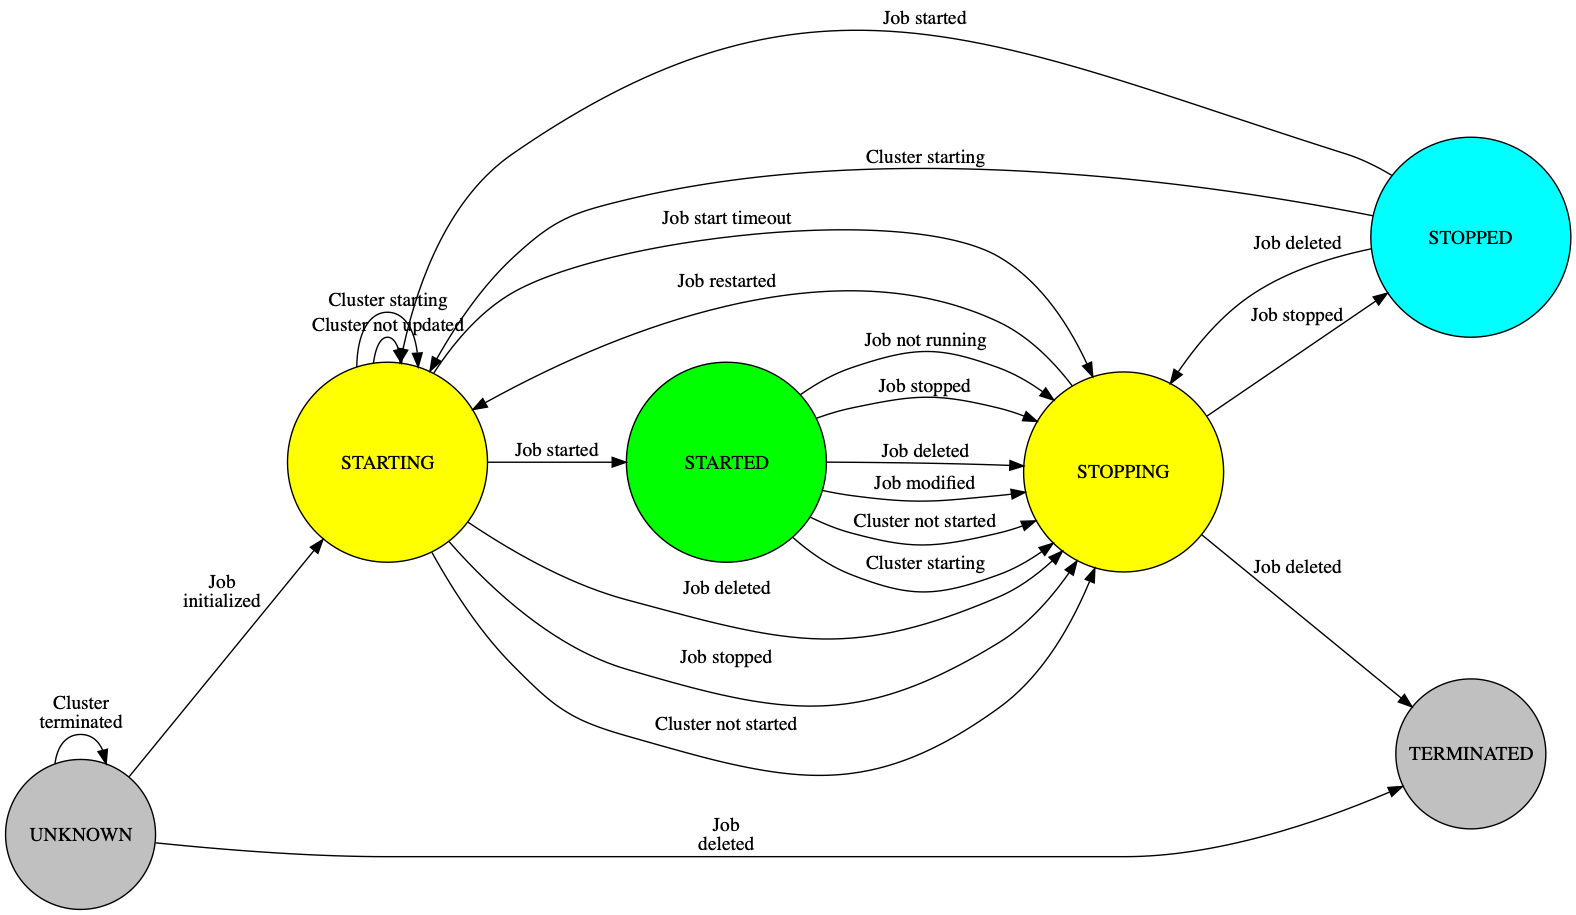 Job started
Cluster starting
Job start timeout
STOPPED
Job deleted
Job restarted
Cluster starting
Job stopped
Cluster not updated
Job not running
Job stopped
Job started
Job deleted
STARTING
STARTED
STOPPING
Job modified
Cluster not started
Cluster starting
Job deleted
Job
initialized
Job deleted
Job stopped
Cluster
terminated
Cluster not started
TERMINATED
Job
deleted
UNKNOWN